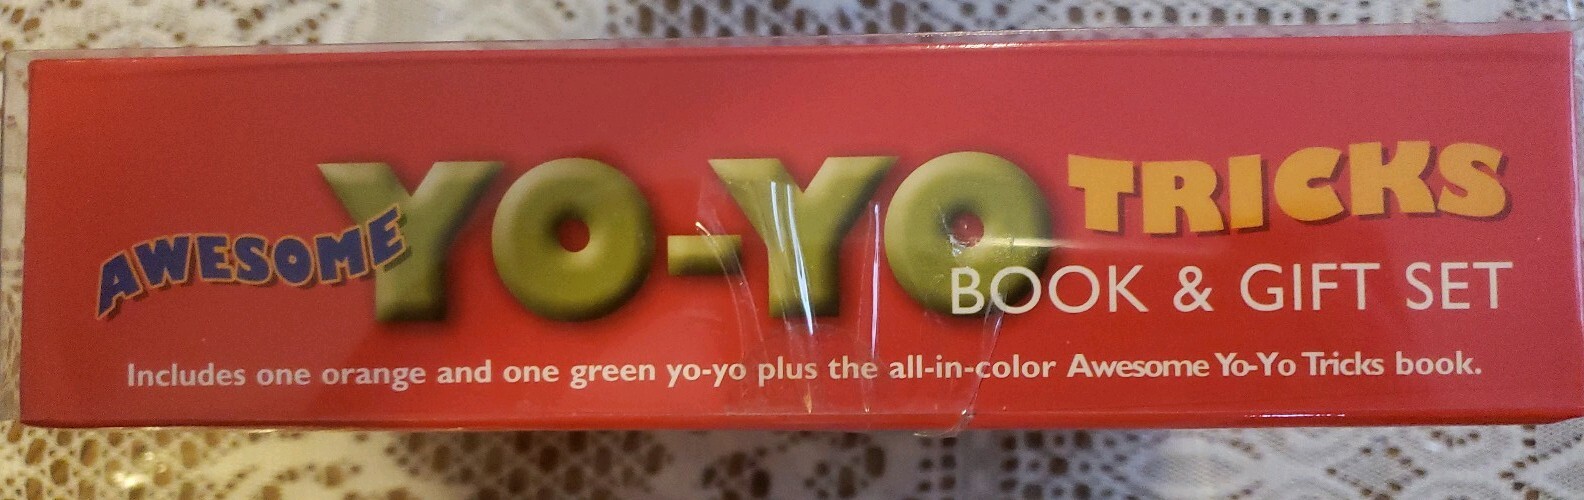 AWESOME YO-YO TRICKS
BOOK & GIFT SET
Includes one orange and one green yo-yo plus the all-in-color Awesome Yo-Yo Tricks book.